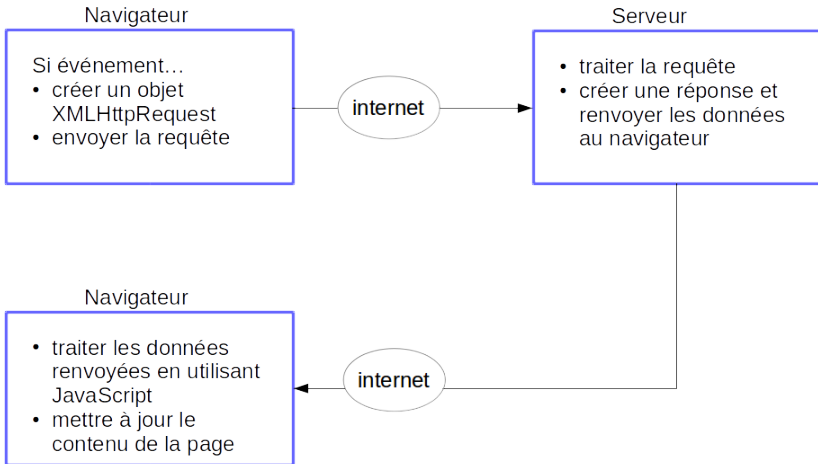 Navigateur
Si événement…
• créer un objet
XMLHttpRequest
• envoyer la requête
internet
Serveur
• traiter la requête
• créer une réponse et
renvoyer les données
au navigateur
Navigateur
• traiter les données
renvoyées en utilisant
JavaScript
• mettre à jour le
contenu de la page
internet